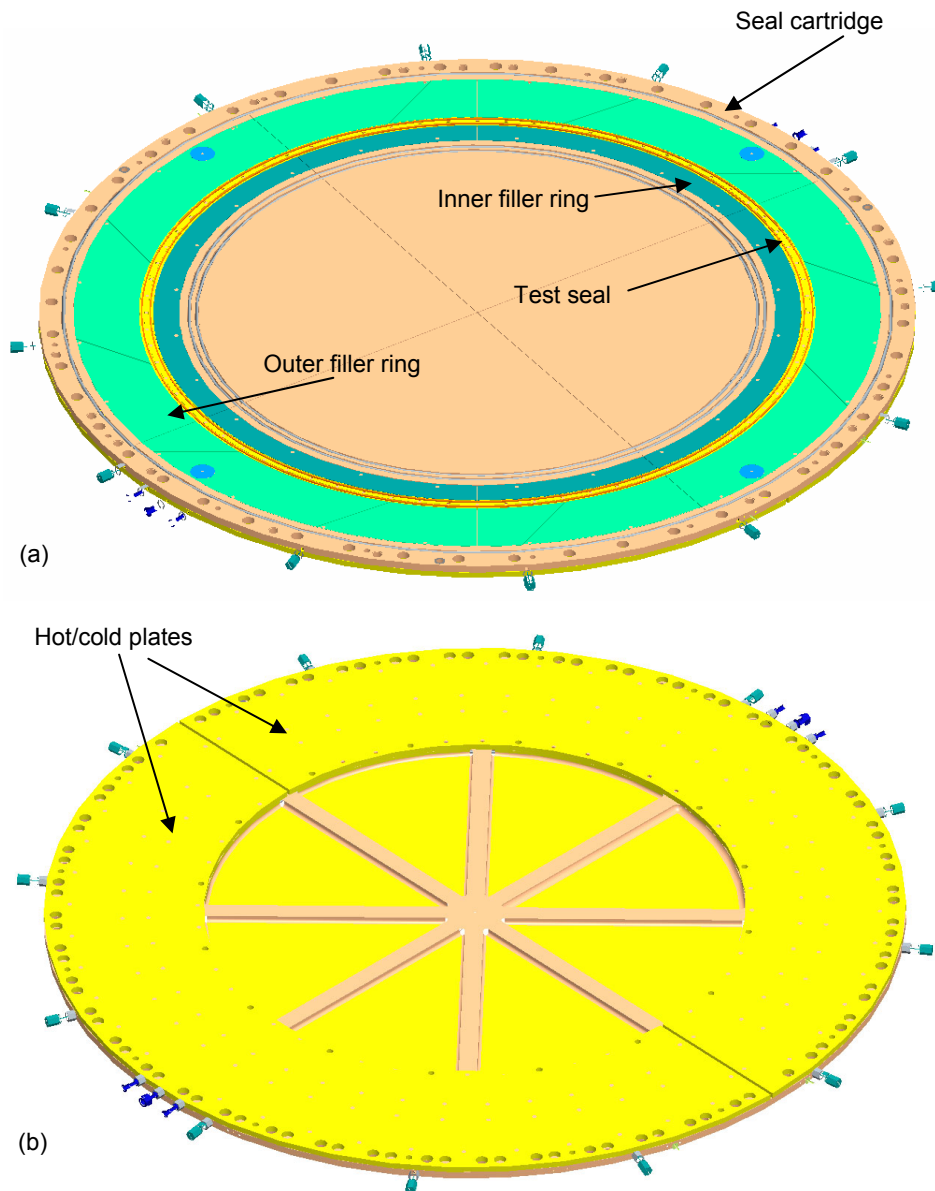 Seal cartridge
Inner filler ring
Test seal
Outer filler ring
(a)
Hot/cold plates
(b)